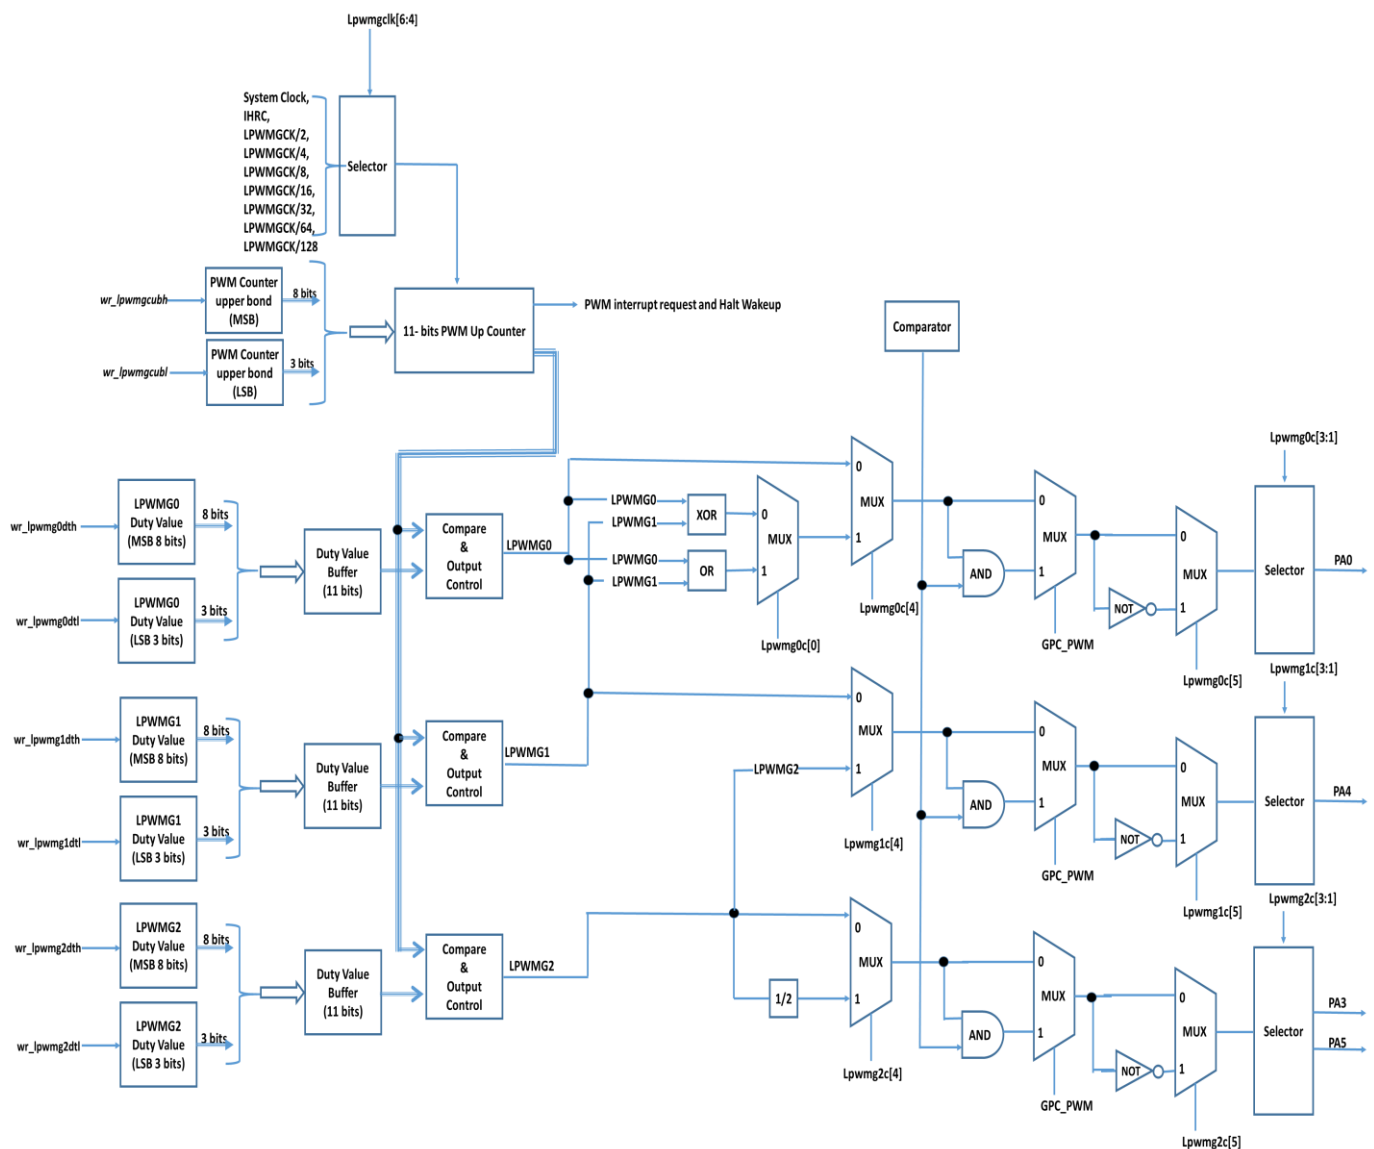 Lpwmgclk[6:4]
System Clock,
IHRC,
LPWMGCK/2,
LPWMGCK/4,
LPWMGCK/8,
LPWMGCK/16,
LPWMGCK/32,
LPWMGCK/64,
LPWMGCK/128
Selector
wr_lpwmgcubh
PWM Counter
upper bond
(MSB)
8 bits
wr_lpwmgcubl
PWM Counter
upper bond
(LSB)
3 bits
11- bits PWM Up Counter
PWM interrupt request and Halt Wakeup
Comparator
wr_lpwmg0dth
LPWMG0
Duty Value
(MSB 8 bits)
8 bits
wr_lpwmg0dtl
LPWMG0
Duty Value
(LSB 3 bits)
3 bits
Duty Value
Buffer
(11 bits)
Compare
&
Output
Control
LPWMG0
LPWMG0
LPWMG1
XOR
LPWMG0
LPWMG1
OR
0
MUX
1
Lpwmg0c[0]
0
MUX
1
Lpwmg0c[4]
AND
0
MUX
1
GPC_PWM
NOT
0
MUX
1
Lpwmg0c[5]
Lpwmg0c[3:1]
Selector
PA0
wr_lpwmg1dth
LPWMG1
Duty Value
(MSB 8 bits)
8 bits
wr_lpwmg1dtl
LPWMG1
Duty Value
(LSB 3 bits)
3 bits
Duty Value
Buffer
(11 bits)
Compare
&
Output
Control
LPWMG1
LPWMG2
0
MUX
1
Lpwmg1c[4]
AND
0
MUX
1
GPC_PWM
NOT
0
MUX
1
Lpwmg1c[5]
Lpwmg1c[3:1]
Selector
PA4
wr_lpwmg2dth
LPWMG2
Duty Value
(MSB 8 bits)
8 bits
wr_lpwmg2dtl
LPWMG2
Duty Value
(LSB 3 bits)
3 bits
Duty Value
Buffer
(11 bits)
Compare
&
Output
Control
LPWMG2
1/2
0
MUX
1
Lpwmg2c[4]
AND
0
MUX
1
GPC_PWM
NOT
0
MUX
1
Lpwmg2c[5]
Lpwmg2c[3:1]
Selector
PA3
PA5